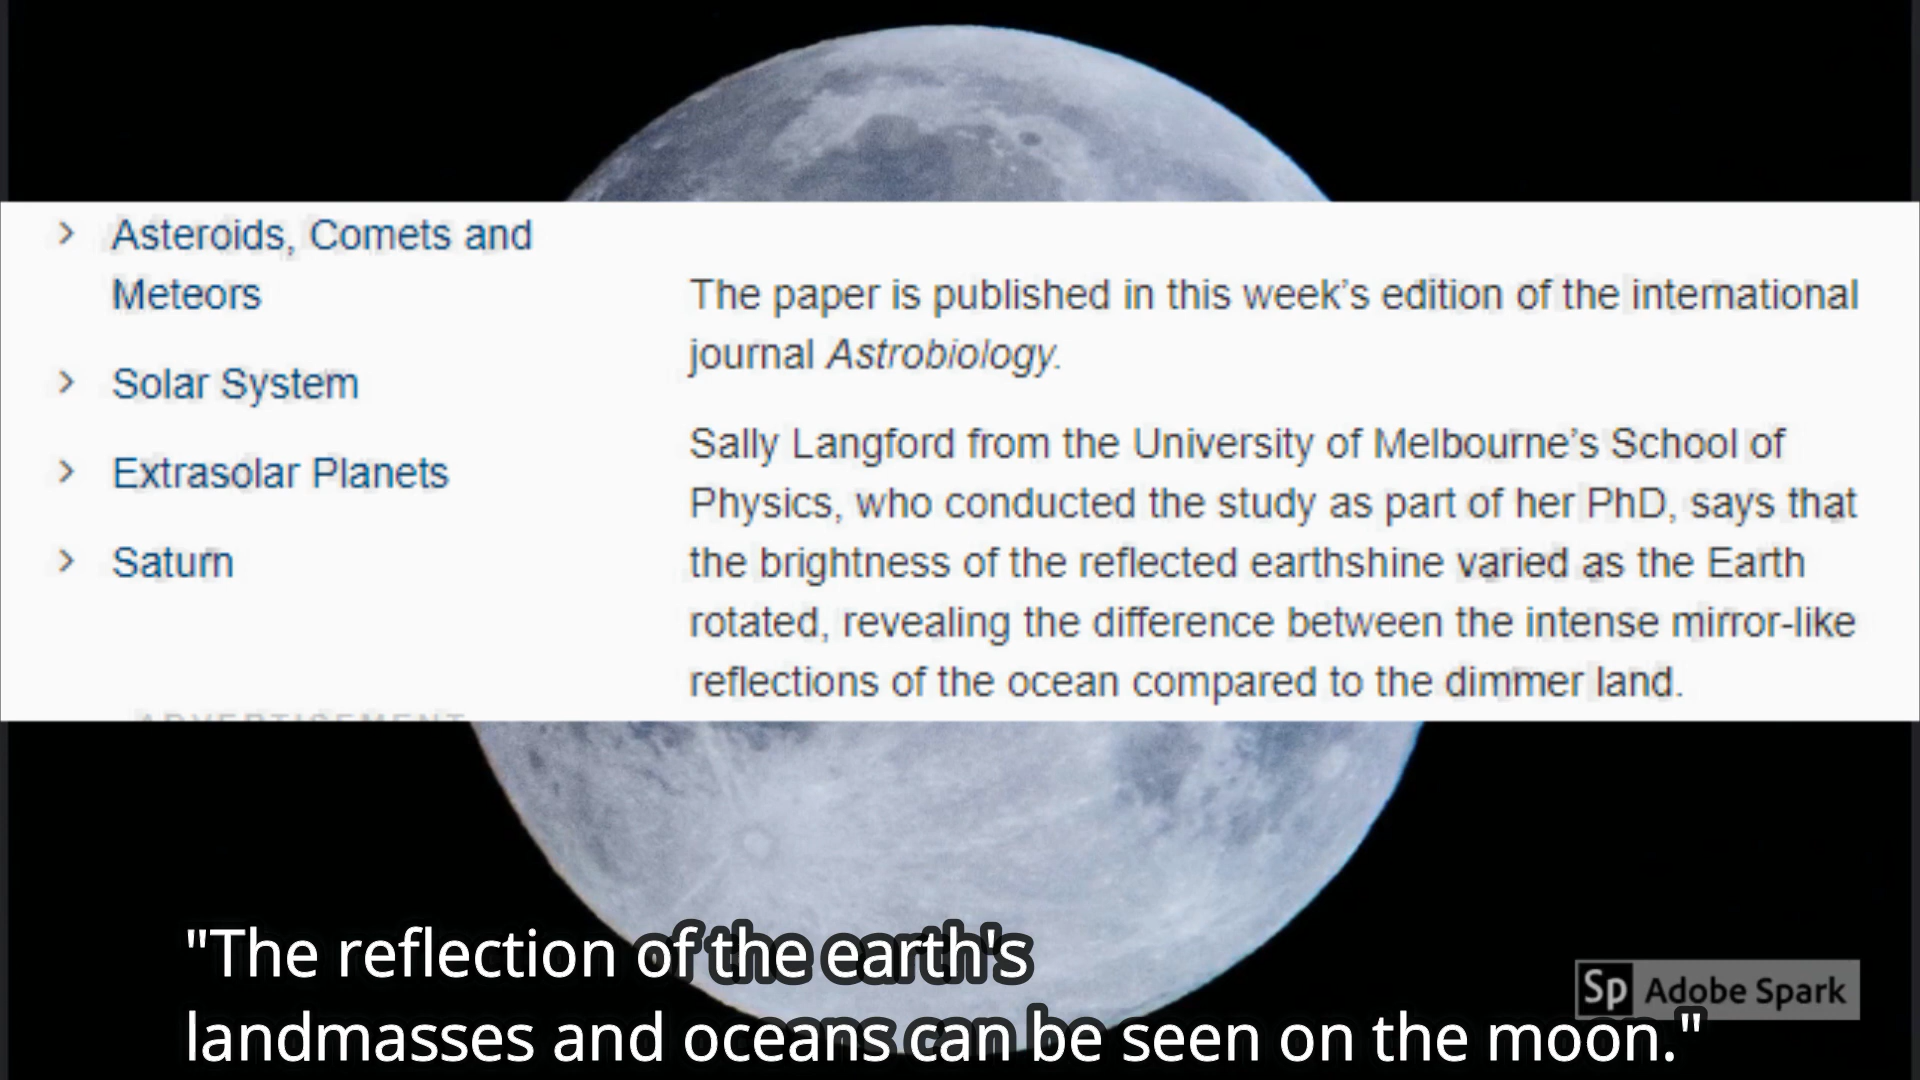 Asteroids, Comets and
Meteors
Solar System
Extrasolar Planets
Saturn
ADVERTISEMENT
The paper is published in this week’s edition of the international
journal Astrobiology.
Sally Langford from the University of Melbourne’s School of
Physics, who conducted the study as part of her PhD, says that
the brightness of the reflected earthshine varied as the Earth
rotated, revealing the difference between the intense mirror-like
reflections of the ocean compared to the dimmer land.
"The reflection of the earth's
landmasses and oceans can be seen on the moon."
Sp Adobe Spark